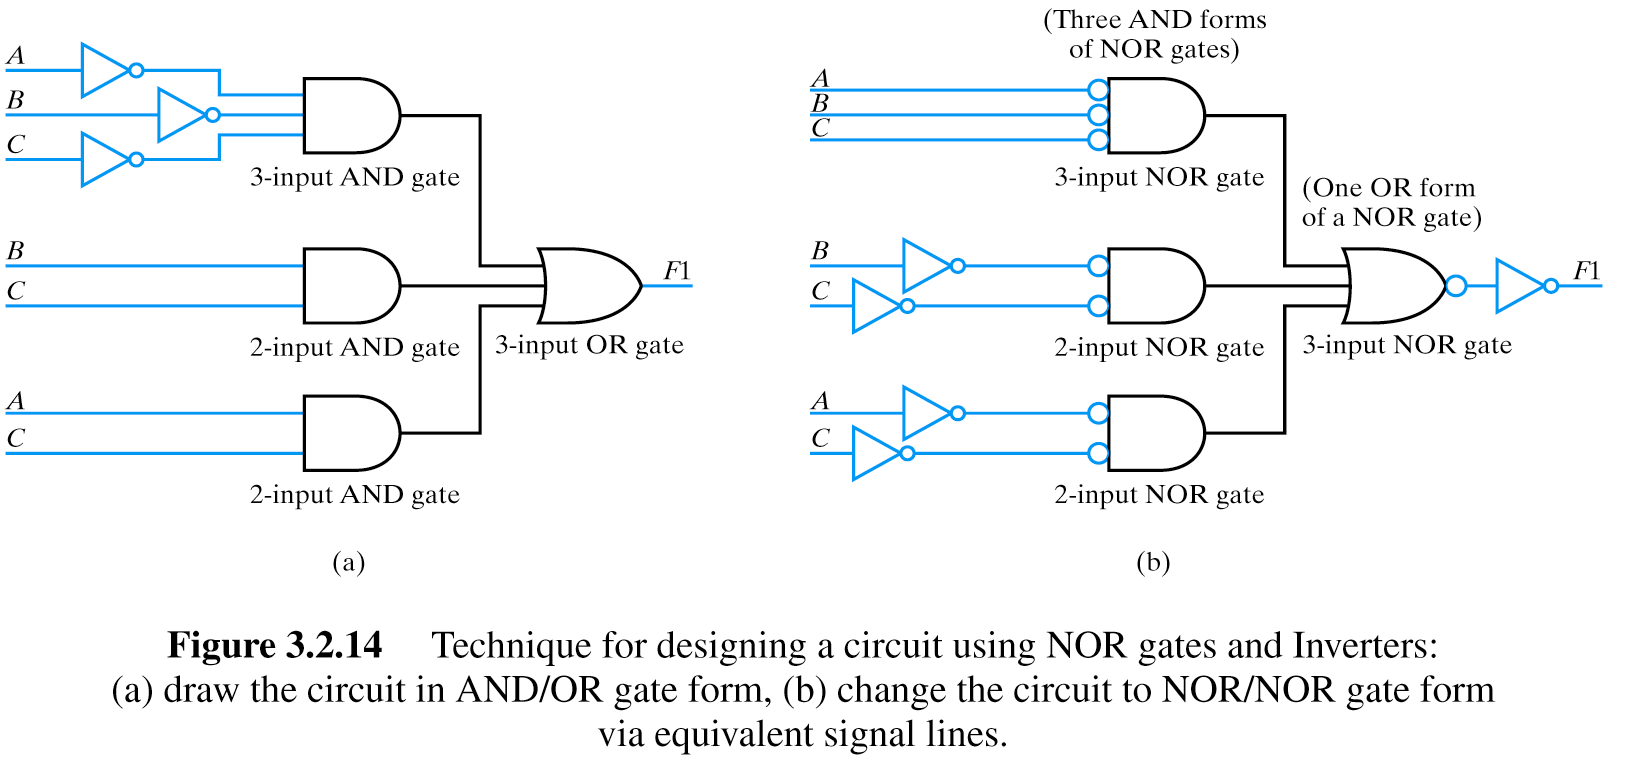 A
B
C
3-input AND gate
B
C
2-input AND gate
A
C
2-input AND gate
3-input OR gate
F1
(a)
(Three AND forms
of NOR gates)
A
B
C
3-input NOR gate
(One OR form
of a NOR gate)
B
C
2-input NOR gate
A
C
2-input NOR gate
3-input NOR gate
F1
(b)
Figure 3.2.14 Technique for designing a circuit using NOR gates and Inverters:
(a) draw the circuit in AND/OR gate form, (b) change the circuit to NOR/NOR gate form
via equivalent signal lines.